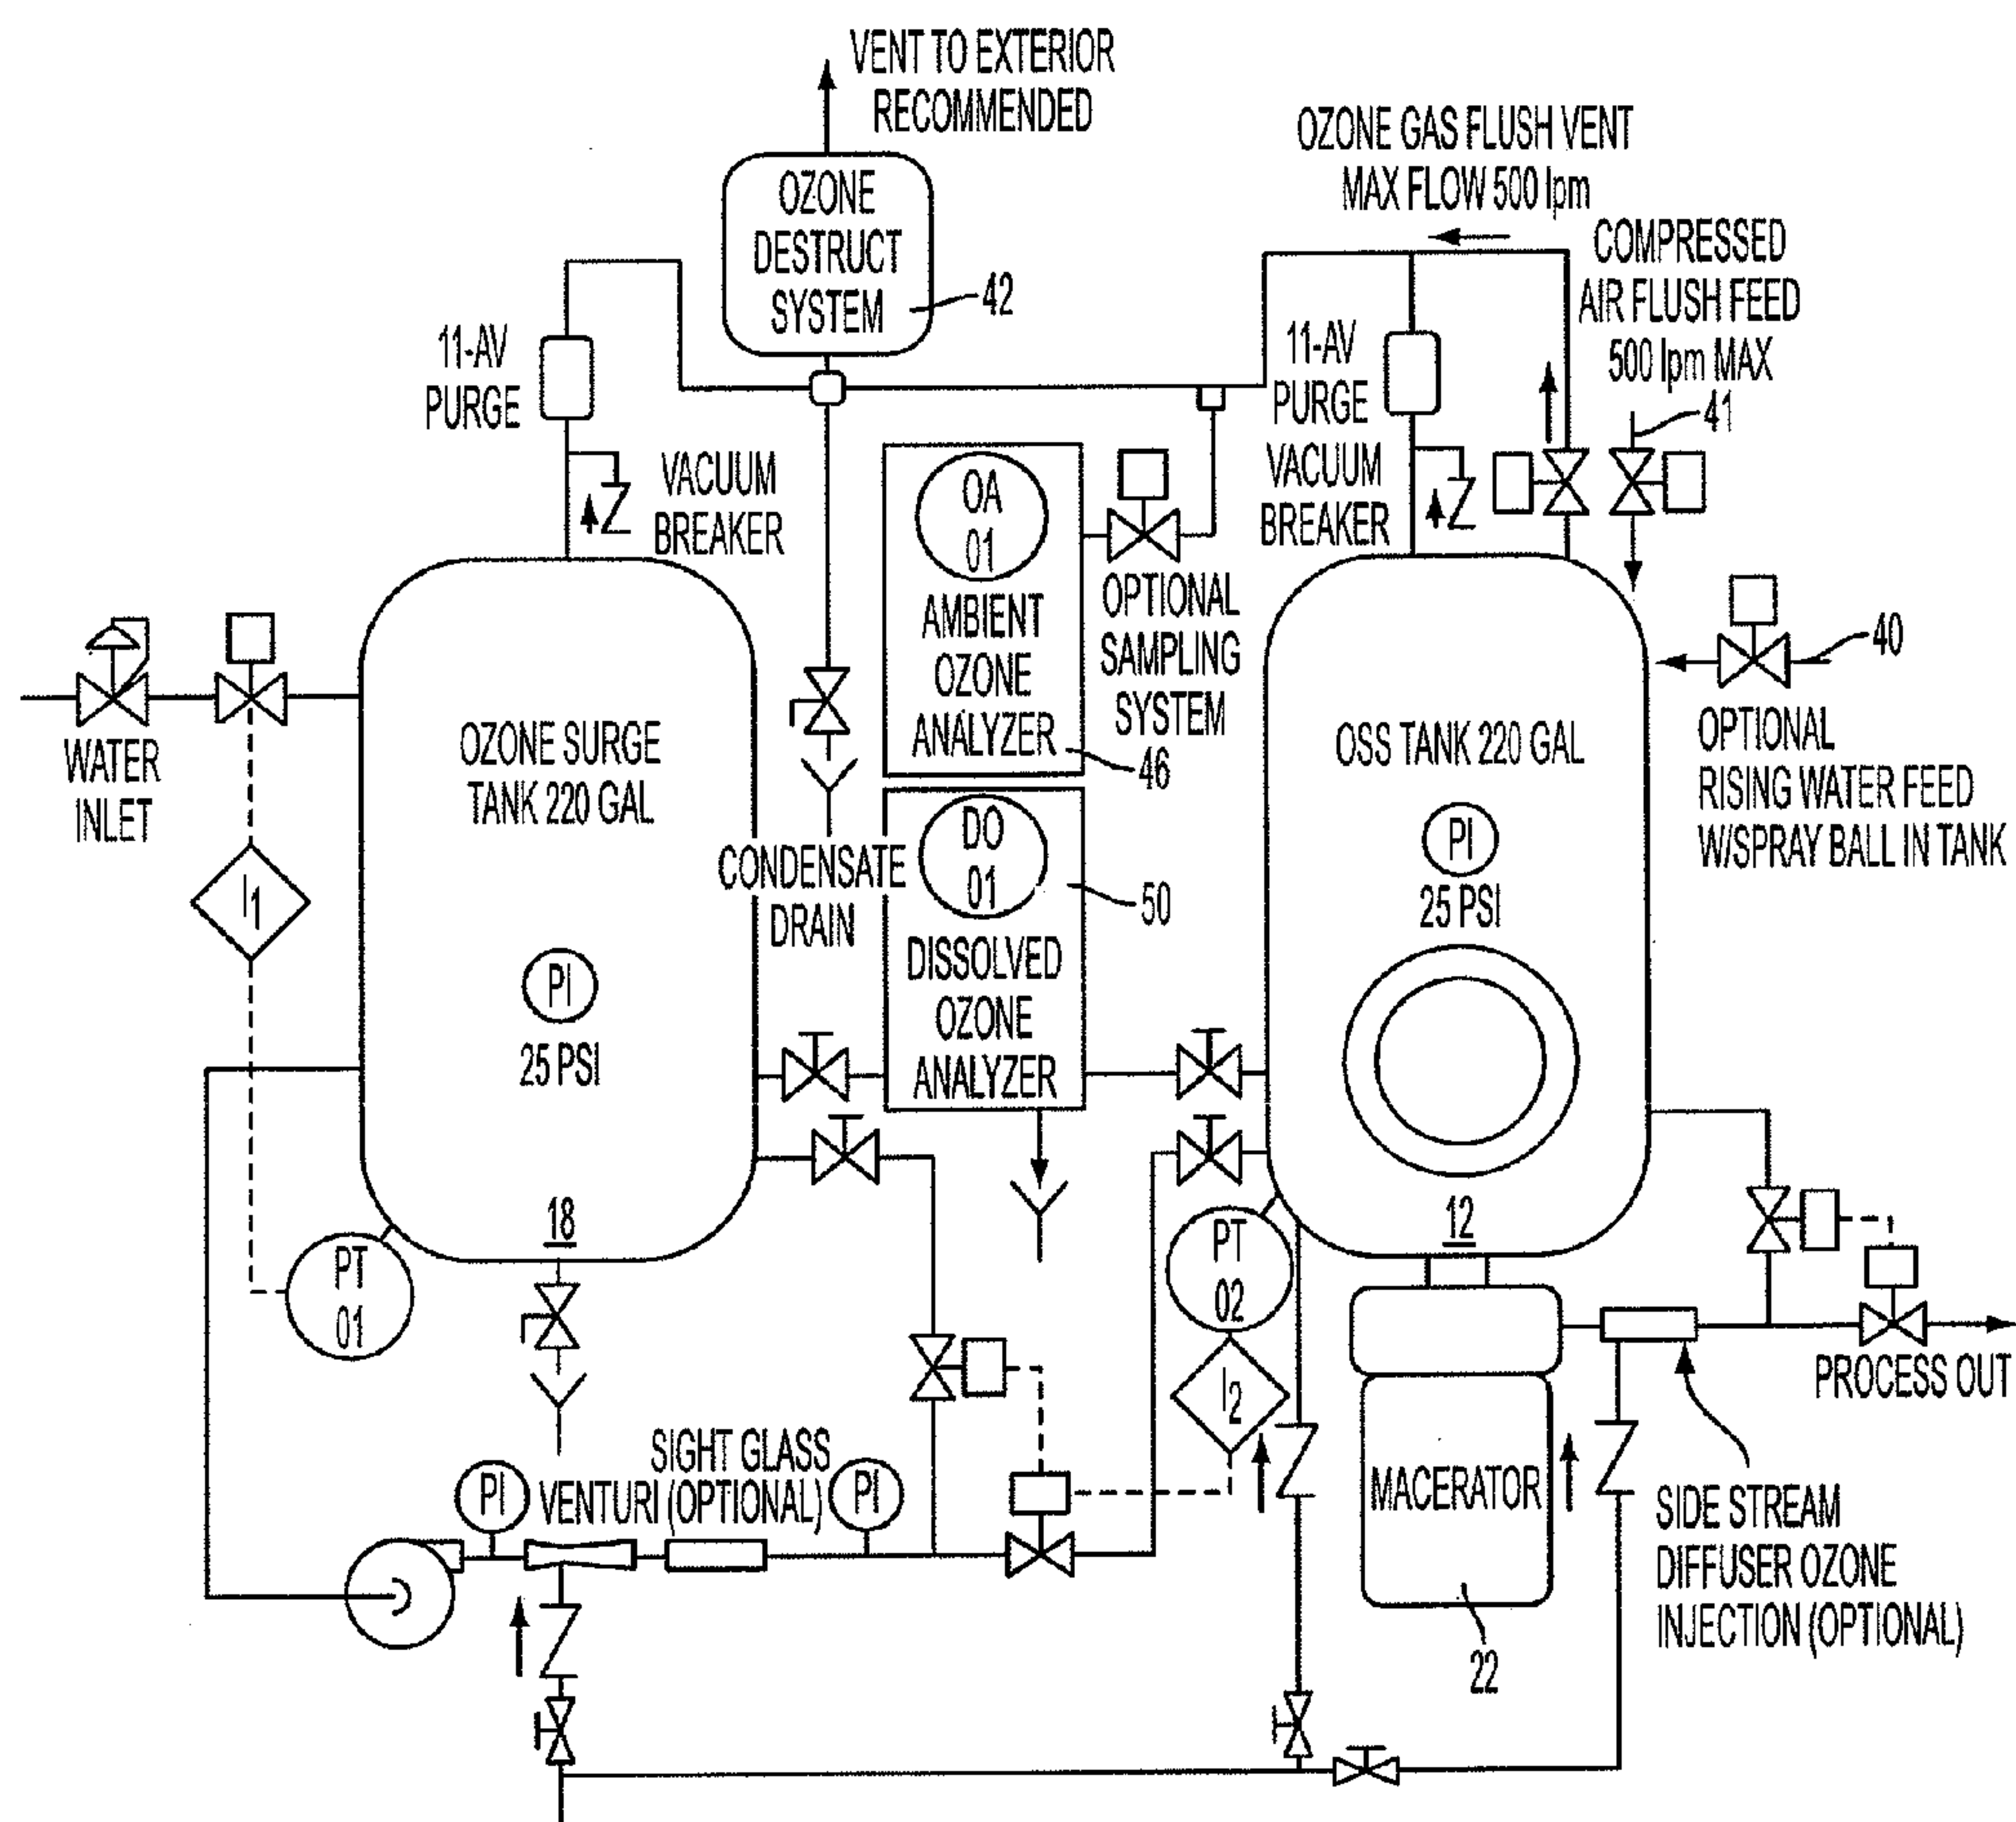 VENT TO EXTERIOR
RECOMMENDED
OZONE
DESTRUCT
SYSTEM
42
OZONE GAS FLUSH VENT
MAX FLOW 500 lpm
COMPRESSED
AIR FLUSH FEED
500 lpm MAX
41
11-AV
PURGE
VACUUM
BREAKER
11-AV
PURGE
VACUUM
BREAKER
OA
01
AMBIENT
OZONE
ANALYZER
46
OPTIONAL
SAMPLING
SYSTEM
WATER
INLET
OZONE SURGE
TANK 220 GAL
OSS TANK 220 GAL
40
OPTIONAL
RISING WATER FEED
W/SPRAY BALL IN TANK
CONDENSATE
DRAIN
DO
01
DISSOLVED
OZONE
ANALYZER
50
PI
25 PSI
I1
PI
25 PSI
18
12
PT
01
PT
02
I2
PROCESS OUT
MACERATOR
22
SIDE STREAM
DIFFUSER OZONE
INJECTION (OPTIONAL)
PI
SIGHT GLASS
VENTURI (OPTIONAL)
PI